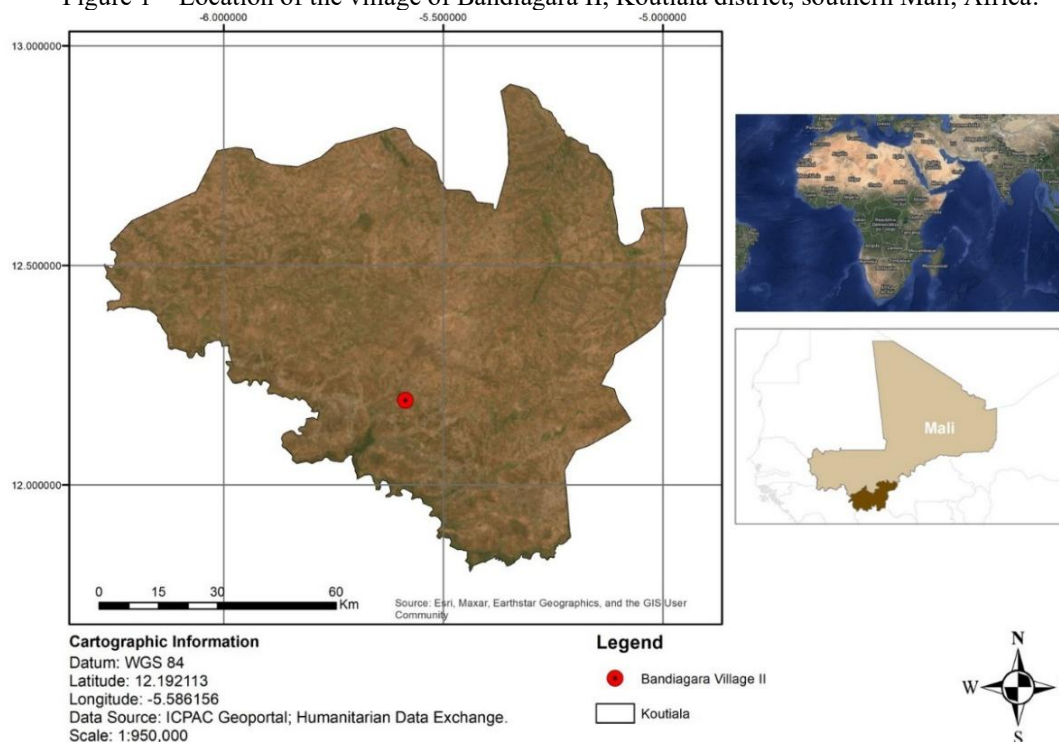 Figure 1 – Location of the village of Bandiagara II, Koutiala district, southern Mali, Africa.
-6.000000
-5.500000
-5.000000
13.000000
12.500000
12.000000
0 15 30 60
Km
Source: Esri, Maxar, Earthstar Geographics, and the GIS User
Community
Mali
Cartographic Information
Datum: WGS 84
Latitude: 12.192113
Longitude: -5.586156
Data Source: ICPAC Geoportal; Humanitarian Data Exchange.
Scale: 1:950,000
Legend
Bandiagara Village II
Koutiala
N
W
E
S